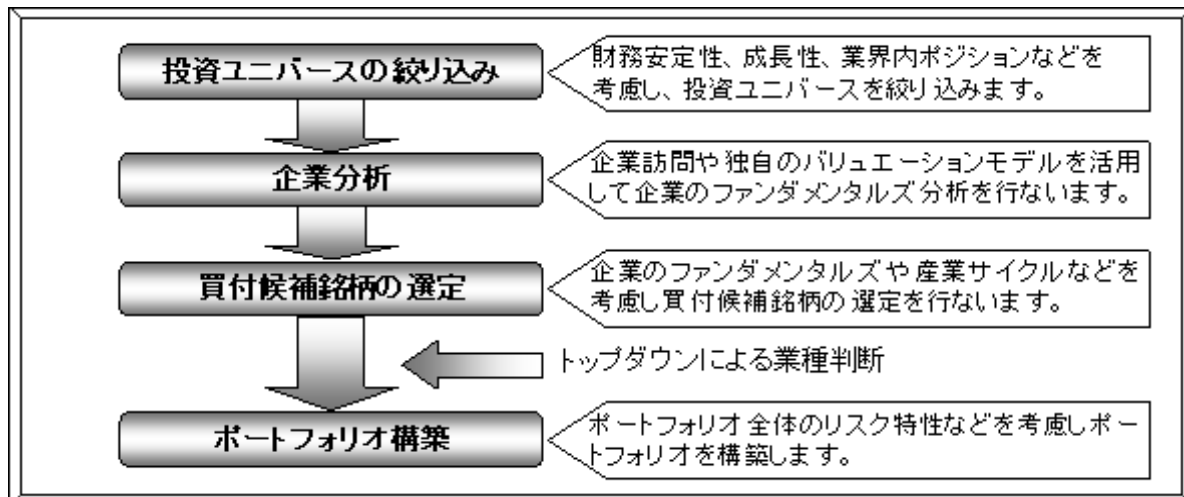 投資ユニバースの絞り込み
財務安定性、成長性、業界内ポジションなどを
考慮し、投資ユニバースを絞り込みます。
企業分析
企業訪問や独自のバリュエーションモデルを活用
して企業のファンダメンタルズ分析を行ないます。
買付候補銘柄の選定
企業のファンダメンタルズや産業サイクルなどを
考慮し買付候補銘柄の選定を行ないます。
トップダウンによる業種判断
ポートフォリオ構築
ポートフォリオ全体のリスク特性などを考慮しポー
トフォリオを構築します。